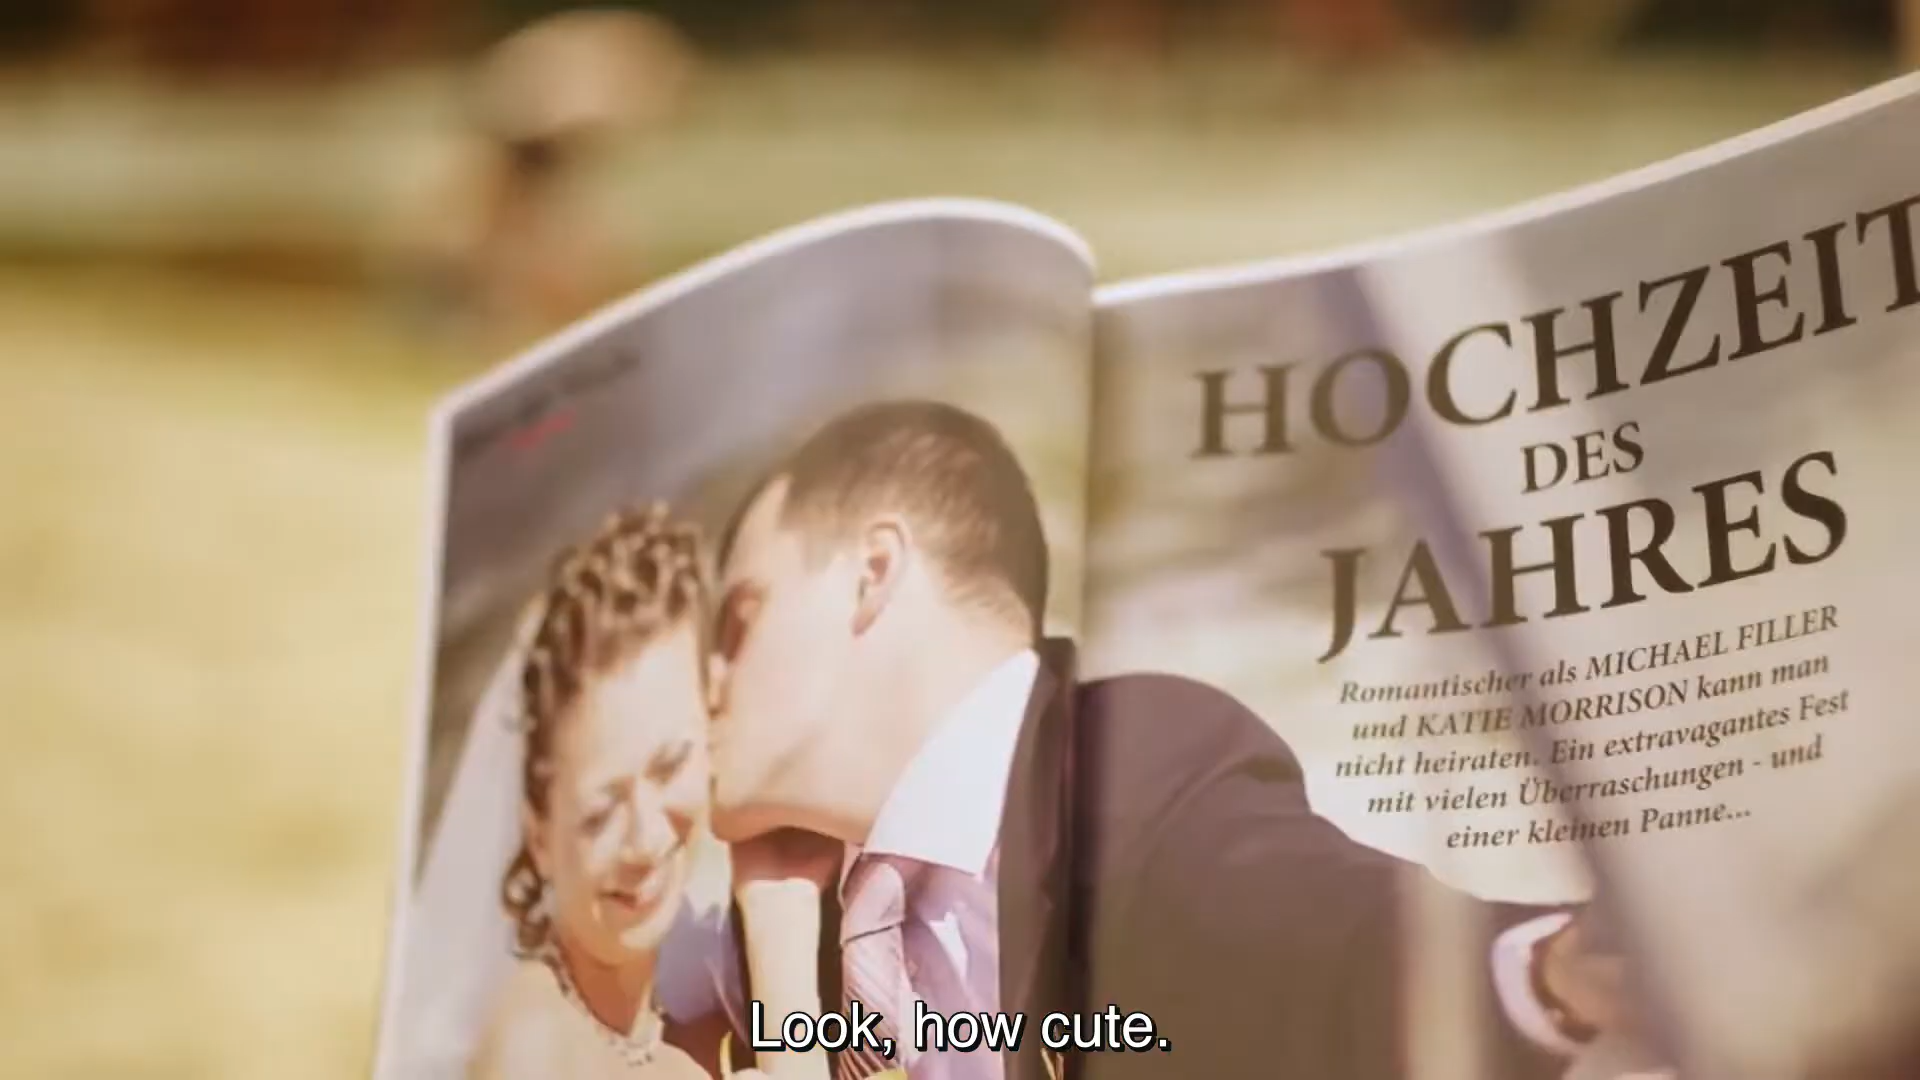 HOCHZEIT
DES
JAHRES
Romantischer als MICHAEL FILLER
und KATIE MORRISON kann man
nicht heiraten. Ein extravagantes Fest
mit vielen Überraschungen - und
einer kleinen Panne...
Look, how cute.